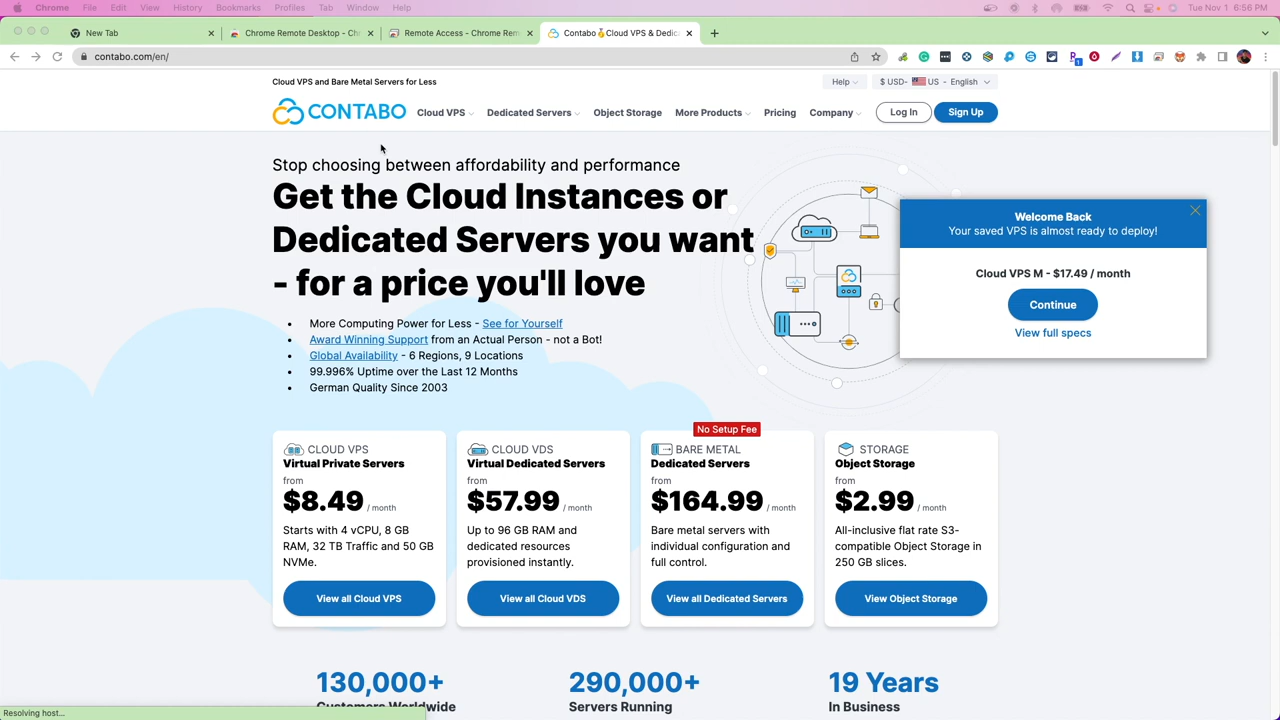 Chrome File Edit View History Bookmarks Profiles Tab Window Help Tue Nov 1 6:56 PM
New Tab
Chrome Remote Desktop - Ch
Remote Access - Chrome Rem
Contabo Cloud VPS & Dedic
contabo.com/en/
Cloud VPS and Bare Metal Servers for Less
Help
$ USD- US - English
CONTABO
Cloud VPS
Dedicated Servers
Object Storage
More Products
Pricing
Company
Log In
Sign Up
Stop choosing between affordability and performance
Get the Cloud Instances or
Dedicated Servers you want
- for a price you'll love
• More Computing Power for Less - See for Yourself
• Award Winning Support from an Actual Person - not a Bot!
• Global Availability - 6 Regions, 9 Locations
• 99.996% Uptime over the Last 12 Months
• German Quality Since 2003
Welcome Back
Your saved VPS is almost ready to deploy!
Cloud VPS M - $17.49 / month
Continue
View full specs
CLOUD VPS
Virtual Private Servers
from
$8.49 / month
Starts with 4 vCPU, 8 GB
RAM, 32 TB Traffic and 50 GB
NVMe.
View all Cloud VPS
CLOUD VDS
Virtual Dedicated Servers
from
$57.99 / month
Up to 96 GB RAM and
dedicated resources
provisioned instantly.
View all Cloud VDS
No Setup Fee
BARE METAL
Dedicated Servers
from
$164.99 / month
Bare metal servers with
individual configuration and
full control.
View all Dedicated Servers
STORAGE
Object Storage
from
$2.99 / month
All-inclusive flat rate S3-
compatible Object Storage in
250 GB slices.
View Object Storage
130,000+
Customers Worldwide
290,000+
Servers Running
19 Years
In Business
Resolving host...